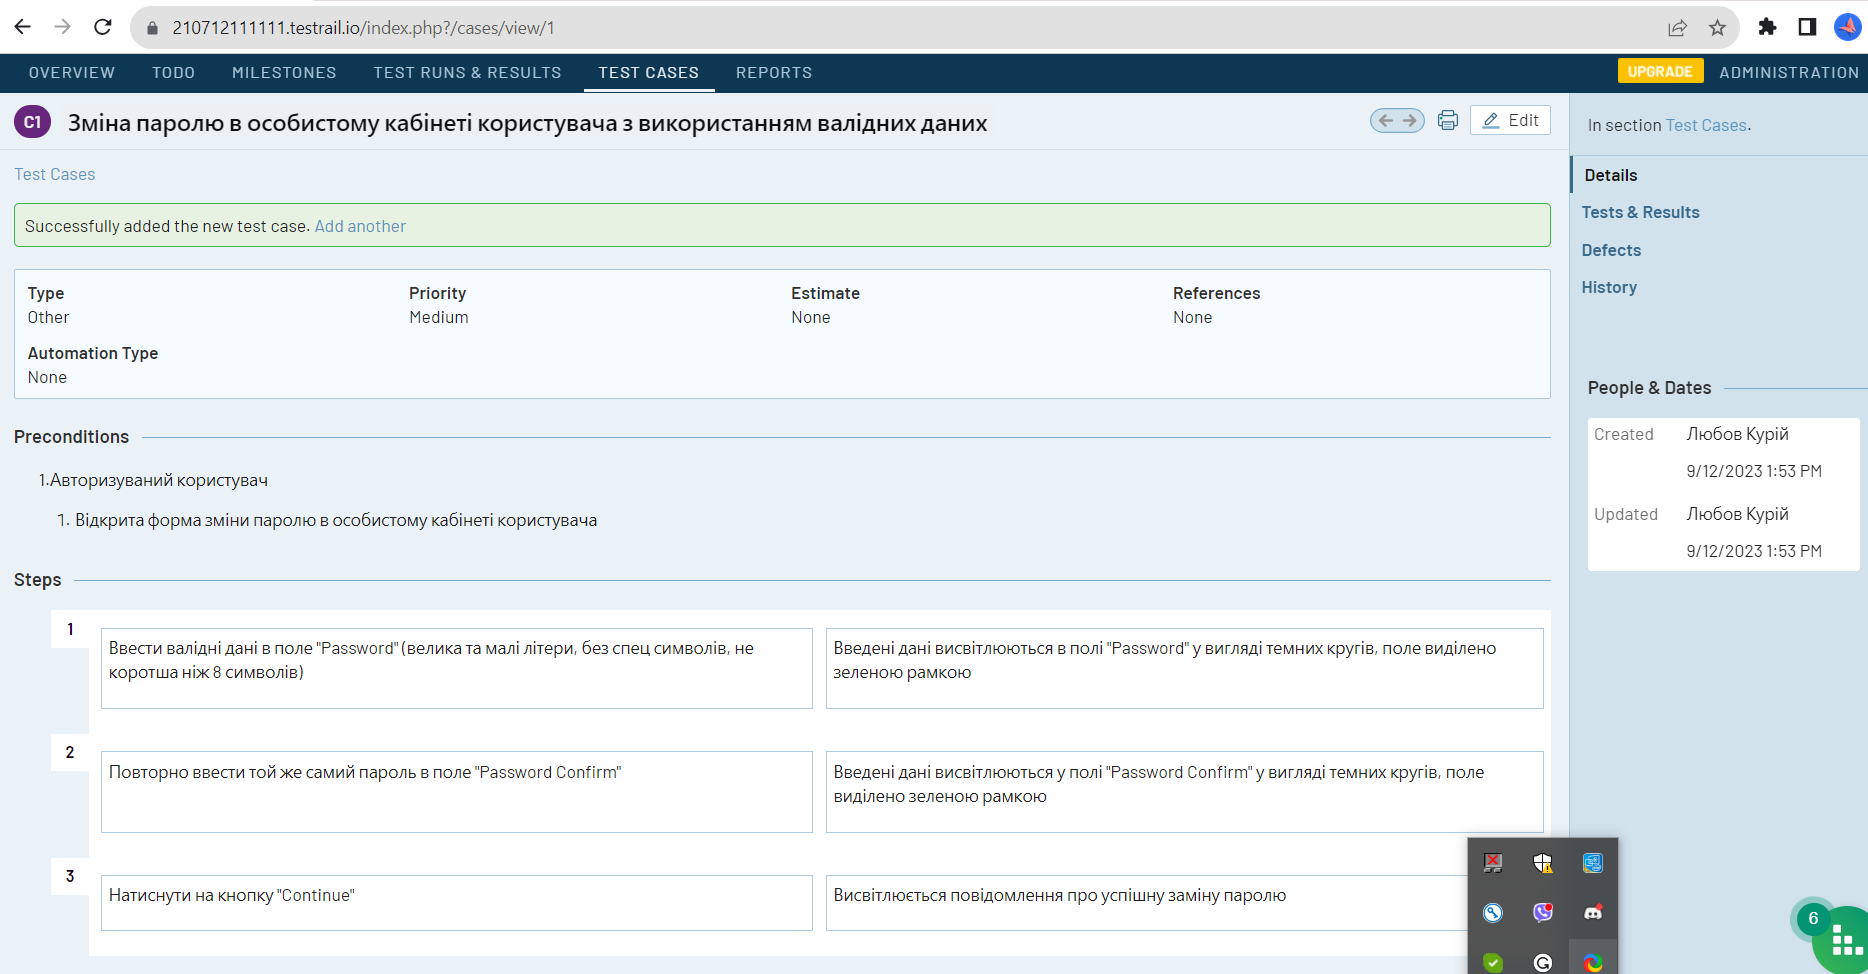 210712111111.testrail.io/index.php?/cases/view/1
OVERVIEW TODO MILESTONES TEST RUNS & RESULTS TEST CASES REPORTS UPGRADE ADMINISTRATION
C1 Зміна паролю в особистому кабінеті користувача з використанням валідних даних Edit
In section Test Cases.
Test Cases
Details
Tests & Results
Defects
History
Successfully added the new test case. Add another
Type Priority Estimate References
Other Medium None None
Automation Type
None
People & Dates
Created Любов Курій
9/12/2023 1:53 PM
Updated Любов Курій
9/12/2023 1:53 PM
Preconditions
1.Авторизуваний користувач
1. Відкрита форма зміни паролю в особистому кабінеті користувача
Steps
1
Ввести валідні дані в поле "Password" (велика та малі літери, без спец символів, не
коротша ніж 8 символів)
Введені дані висвітлюються в полі "Password" у вигляді темних кругів, поле виділено
зеленою рамкою
2
Повторно ввести той же самий пароль в поле "Password Confirm"
Введені дані висвітлюються у полі "Password Confirm" у вигляді темних кругів, поле
виділено зеленою рамкою
3
Натиснути на кнопку "Continue"
Висвітлюється повідомлення про успішну заміну паролю
6